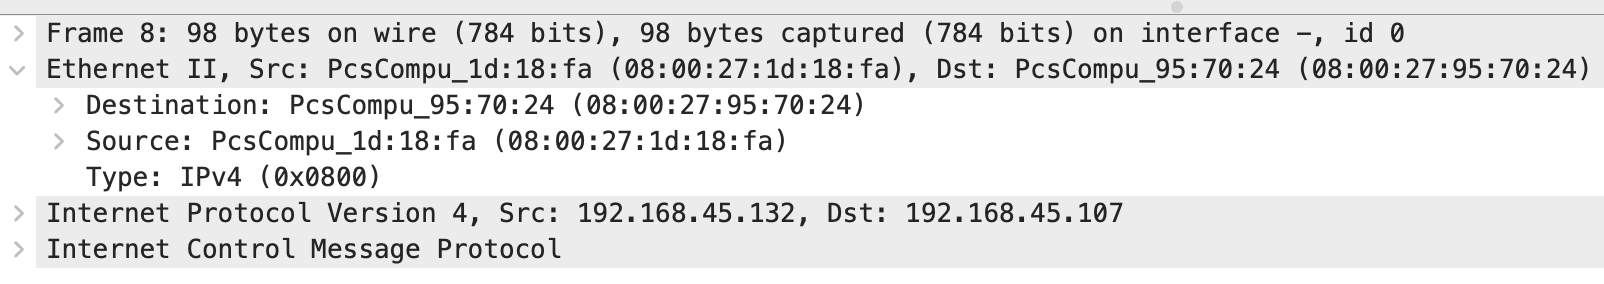 Frame 8: 98 bytes on wire (784 bits), 98 bytes captured (784 bits) on interface -, id 0
Ethernet II, Src: PcsCompu_1d:18:fa (08:00:27:1d:18:fa), Dst: PcsCompu_95:70:24 (08:00:27:95:70:24)
Destination: PcsCompu_95:70:24 (08:00:27:95:70:24)
Source: PcsCompu_1d:18:fa (08:00:27:1d:18:fa)
Type: IPv4 (0x0800)
Internet Protocol Version 4, Src: 192.168.45.132, Dst: 192.168.45.107
Internet Control Message Protocol